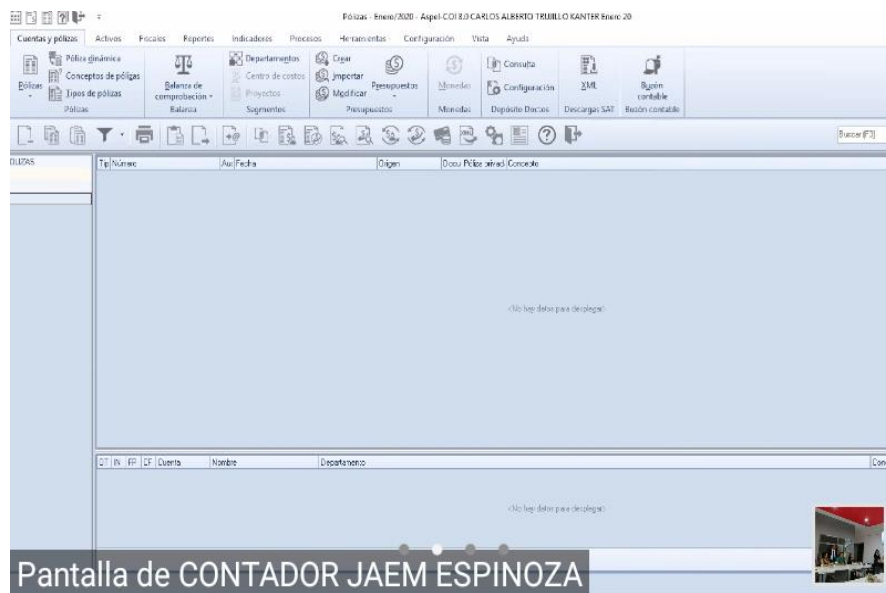 Pólizas - Enero/2020 - Aspel-COI 8.0 CARLOS ALBERTO TRUJILLO KANTER Enero 20
Cuentas y pólizas Activos Fiscales Reportes Indicadores Procesos Herramientas Configuración Vista Ayuda
Póliza dinámica Departamentos Crear Consulta
Conceptos de pólizas Centro de costos Importar
Pólizas Balanza de comprobación Presupuestos Monedas Configuración XML Buzón contable
Tipos de pólizas Proyectos Modificar
Pólizas Balanza Segmentos Presupuestos Monedas Depósito Doctos Descargas SAT Buzón contable
Buscar (F3)
OLIZAS Tip Número Au Fecha Origen Docu Póliza privad Concepto
<No hay datos para desplegar>
DT IN FP CF Cuenta Nombre Departamento Con
<No hay datos para desplegar>
Pantalla de CONTADOR JAEM ESPINOZA